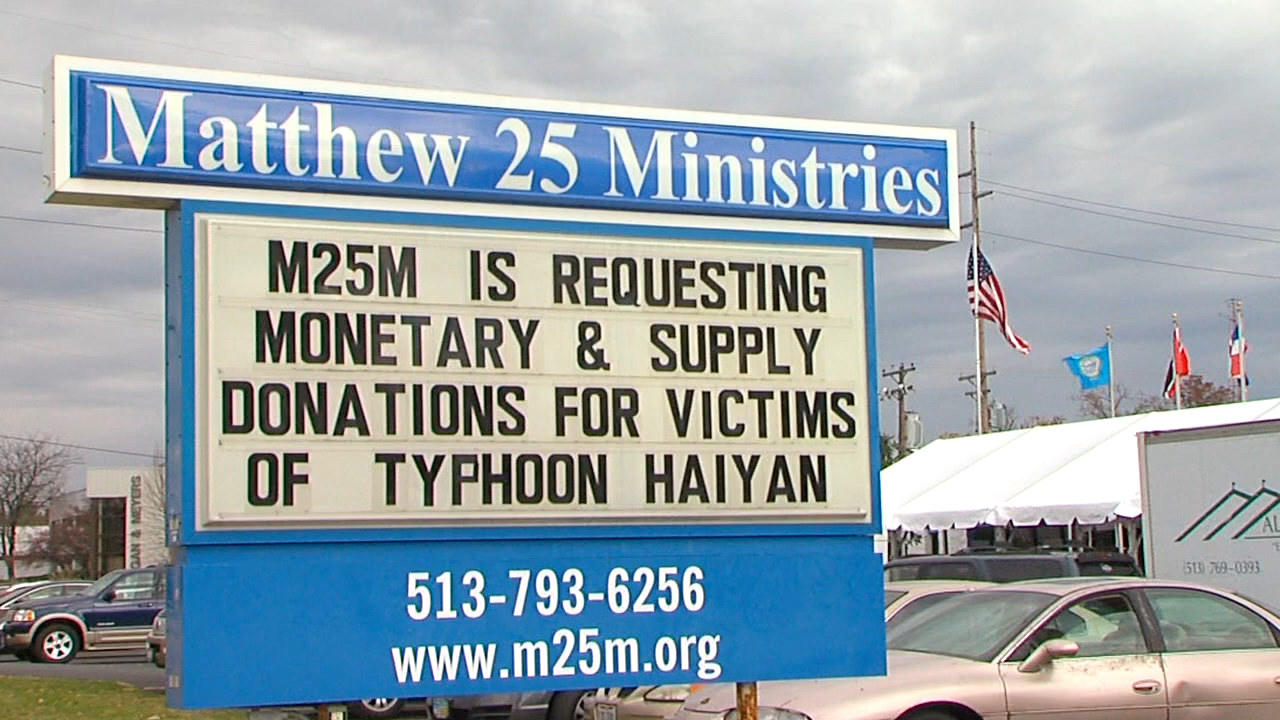 Matthew 25 Ministries
M25M IS REQUESTING
MONETARY & SUPPLY
DONATIONS FOR VICTIMS
OF TYPHOON HAIYAN
513-793-6256
www.m25m.org
(513) 769-0393